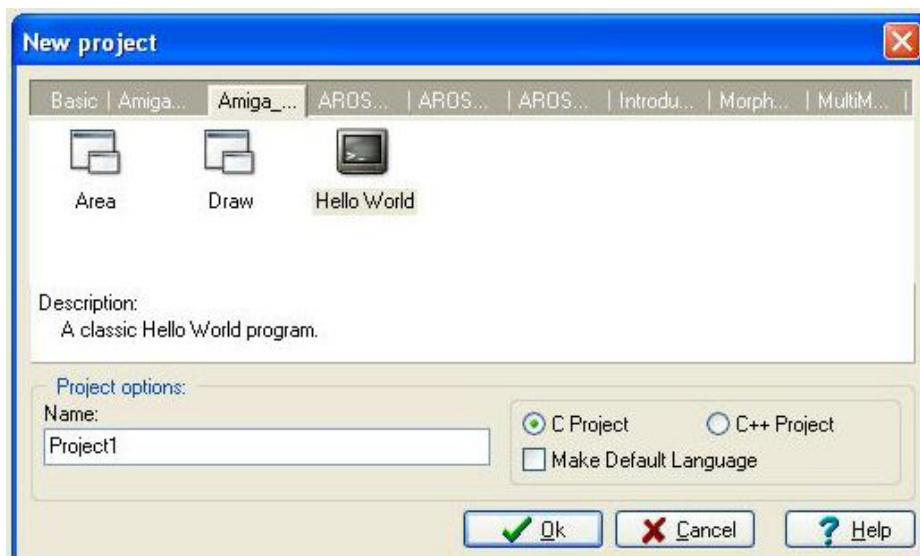 New project
Basic | Amiga... Amiga_... AROS... | AROS... | AROS... | Introdu... | Morph... | MultiM... |
Area Draw Hello World
Description:
A classic Hello World program.
Project options:
Name:
Project1
C Project C++ Project
Make Default Language
Ok Cancel ? Help